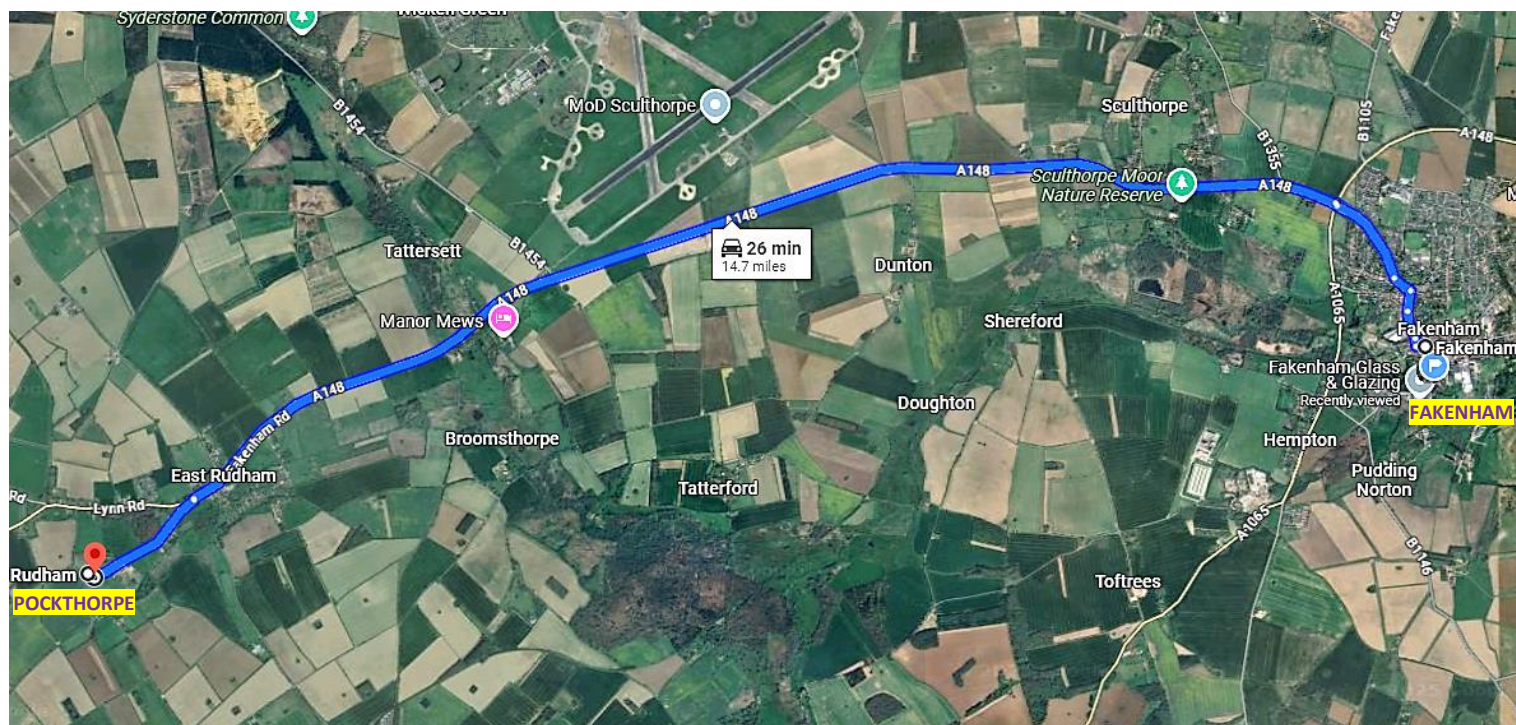 Syderstone Common
B1454
MoD Sculthorpe
Sculthorpe
B1105
A148
B1355
A148
Sculthorpe Moor
Nature Reserve
A148
A148
26 min
14.7 miles
Tattersett
B1454
Dunton
A148
Manor Mews
A1065
Shereford
Fakenham
Fakenham
Fakenham Glass
& Glazing
Recently viewed
FAKENHAM
A148
Doughton
Fakenham Rd
Broomsthorpe
Hempton
East Rudham
Pudding
Norton
Tatterford
Rd
Lynn Rd
A1065
B1146
Rudham
POCKTHORPE
Toftrees